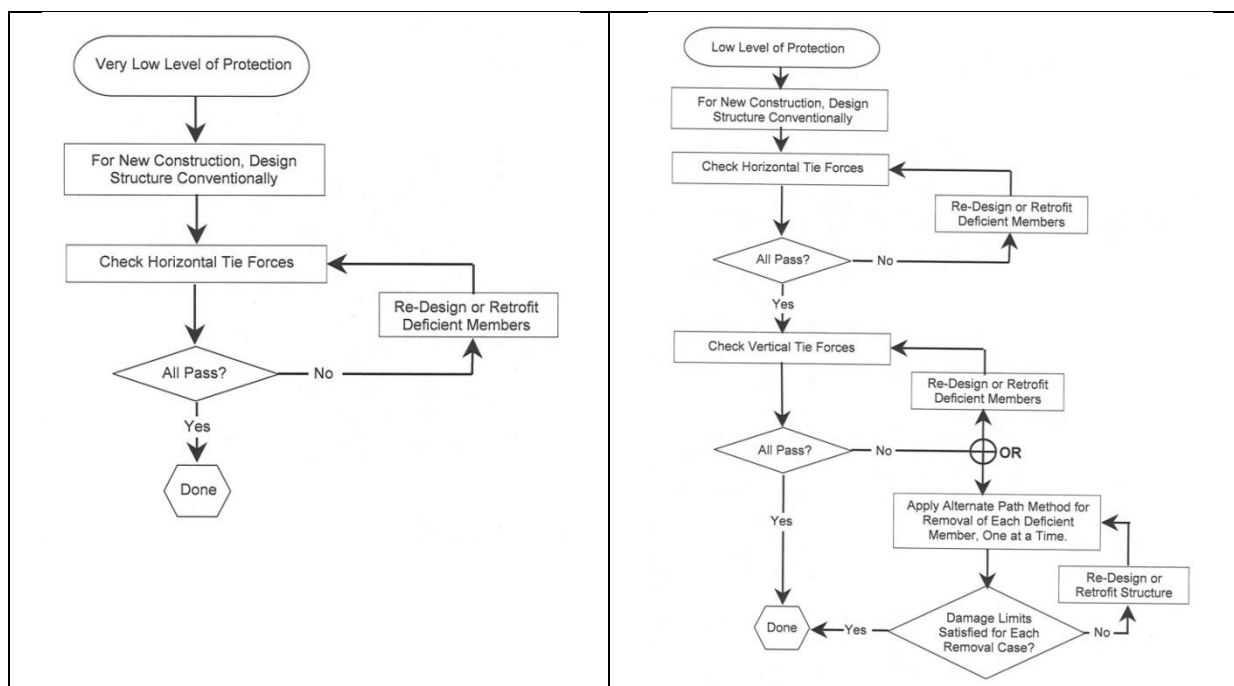 Very Low Level of Protection
For New Construction, Design
Structure Conventionally
Check Horizontal Tie Forces
Re-Design or Retrofit
Deficient Members
All Pass?
No
Yes
Done
Low Level of Protection
For New Construction, Design
Structure Conventionally
Check Horizontal Tie Forces
Re-Design or Retrofit
Deficient Members
All Pass?
No
Yes
Check Vertical Tie Forces
Re-Design or Retrofit
Deficient Members
All Pass?
No
OR
Apply Alternate Path Method for
Removal of Each Deficient
Member, One at a Time.
Yes
Re-Design or
Retrofit Structure
Damage Limits
Satisfied for Each
Removal Case?
No
Yes
Done